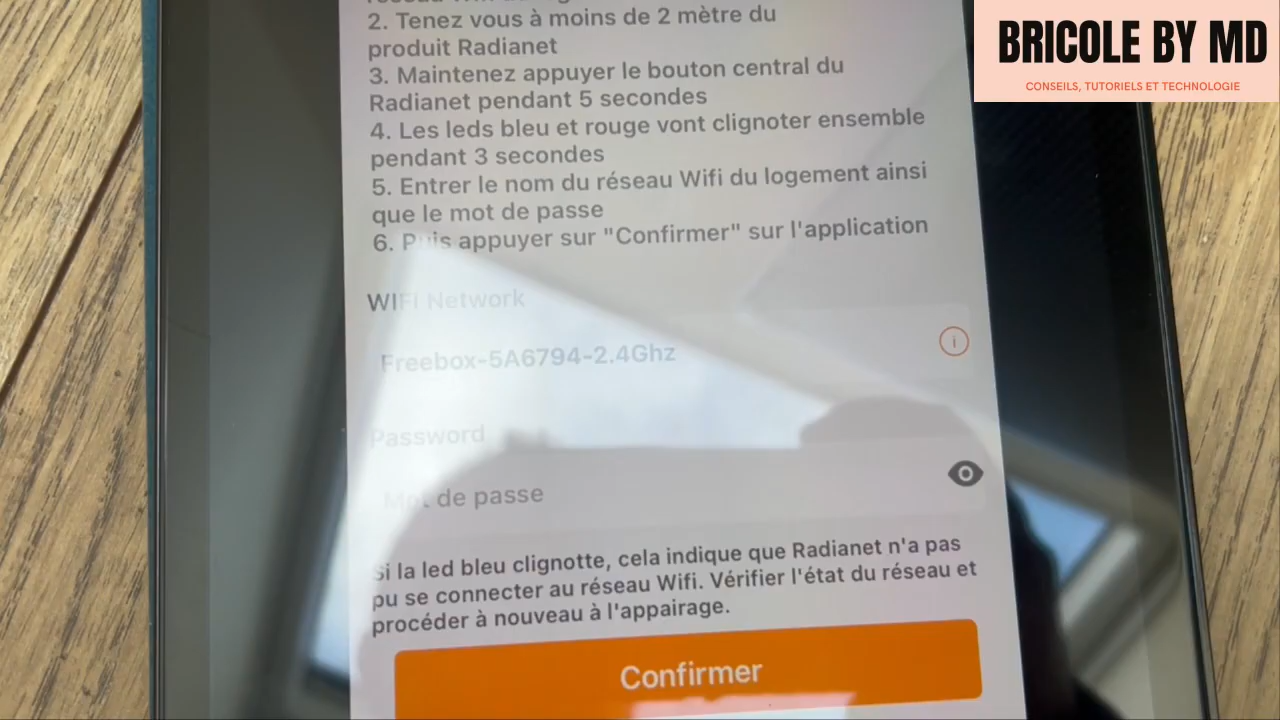 2. Tenez vous à moins de 2 mètre du
produit Radianet
3. Maintenez appuyer le bouton central du
Radianet pendant 5 secondes
4. Les leds bleu et rouge vont clignoter ensemble
pendant 3 secondes
5. Entrer le nom du réseau Wifi du logement ainsi
que le mot de passe
6. Puis appuyer sur "Confirmer" sur l'application
WIFI Network
Freebox-5A6794-2.4Ghz
Password
Mot de passe
Si la led bleu clignotte, cela indique que Radianet n'a pas
pu se connecter au réseau Wifi. Vérifier l'état du réseau et
procéder à nouveau à l'appairage.
Confirmer
BRICOLE BY MD
CONSEILS, TUTORIELS ET TECHNOLOGIE